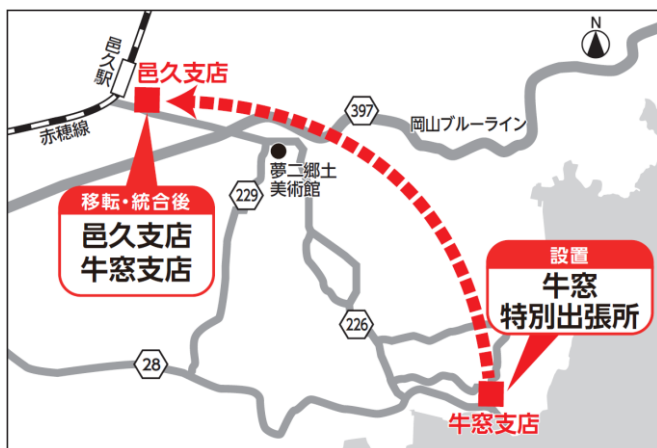 N
邑久駅
邑久支店
赤穂線
397
岡山ブルーライン
夢二郷土
美術館
229
移転・統合後
邑久支店
牛窓支店
設置
牛窓
特別出張所
226
28
牛窓支店